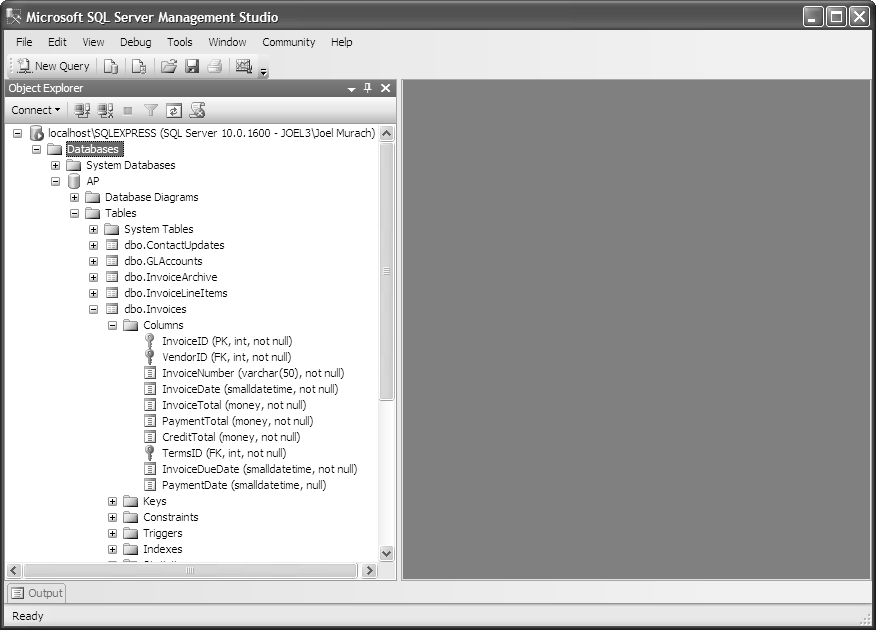 Microsoft SQL Server Management Studio
File Edit View Debug Tools Window Community Help
New Query
Object Explorer
Connect
localhost\SQLEXPRESS (SQL Server 10.0.1600 - JOEL3\Joel Murach)
Databases
System Databases
AP
Database Diagrams
Tables
System Tables
dbo.ContactUpdates
dbo.GLAccounts
dbo.InvoiceArchive
dbo.InvoiceLineItems
dbo.Invoices
Columns
InvoiceID (PK, int, not null)
VendorID (FK, int, not null)
InvoiceNumber (varchar(50), not null)
InvoiceDate (smalldatetime, not null)
InvoiceTotal (money, not null)
PaymentTotal (money, not null)
CreditTotal (money, not null)
TermsID (FK, int, not null)
InvoiceDueDate (smalldatetime, not null)
PaymentDate (smalldatetime, null)
Keys
Constraints
Triggers
Indexes
Output
Ready